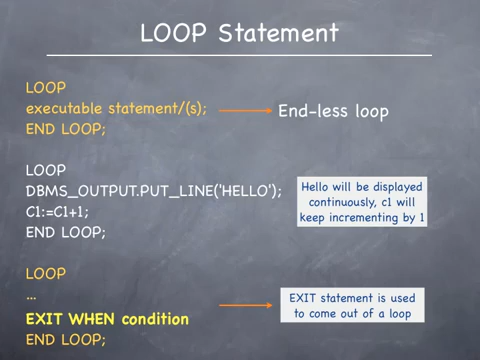 LOOP Statement
LOOP
executable statement/(s);
End-less loop
END LOOP;
LOOP
DBMS_OUTPUT.PUT_LINE('HELLO');
C1:=C1+1;
END LOOP;
Hello will be displayed
continuously, c1 will
keep incrementing by 1
LOOP
...
EXIT WHEN condition
END LOOP;
EXIT statement is used
to come out of a loop